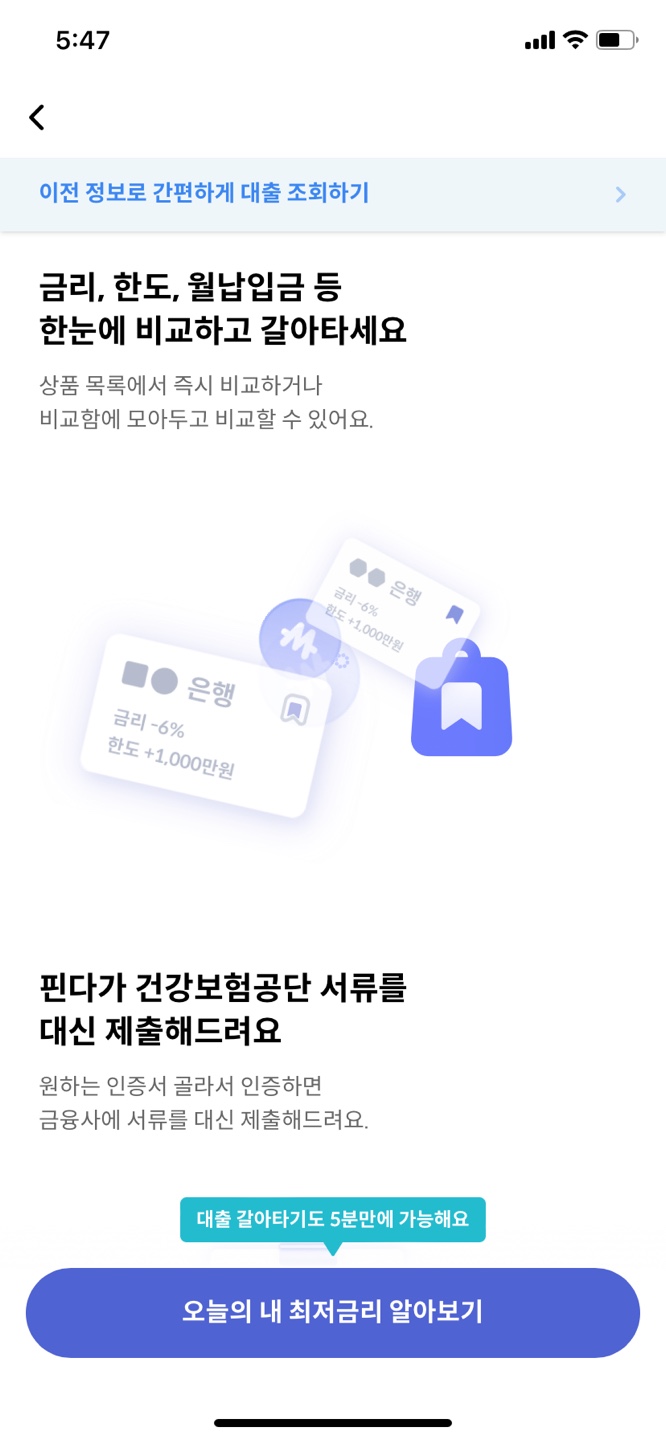 5:47
이전 정보로 간편하게 대출 조회하기
금리, 한도, 월납입금 등
한눈에 비교하고 갈아타세요
상품 목록에서 즉시 비교하거나
비교함에 모아두고 비교할 수 있어요.
은행
금리 -6%
한도 +1,000만원
은행
금리 -6%
한도 +1,000만원
핀다가 건강보험공단 서류를
대신 제출해드려요
원하는 인증서 골라서 인증하면
금융사에 서류를 대신 제출해드려요.
대출 갈아타기도 5분만에 가능해요
오늘의 내 최저금리 알아보기